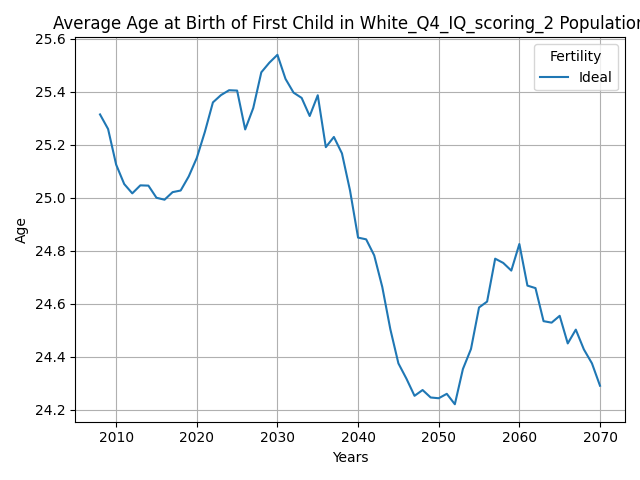 Average Age at Birth of First Child in White_Q4_IQ_scoring_2 Population
25.6
25.4
25.2
25.0
24.8
24.6
24.4
24.2
Age
Fertility
Ideal
2010 2020 2030 2040 2050 2060 2070
Years